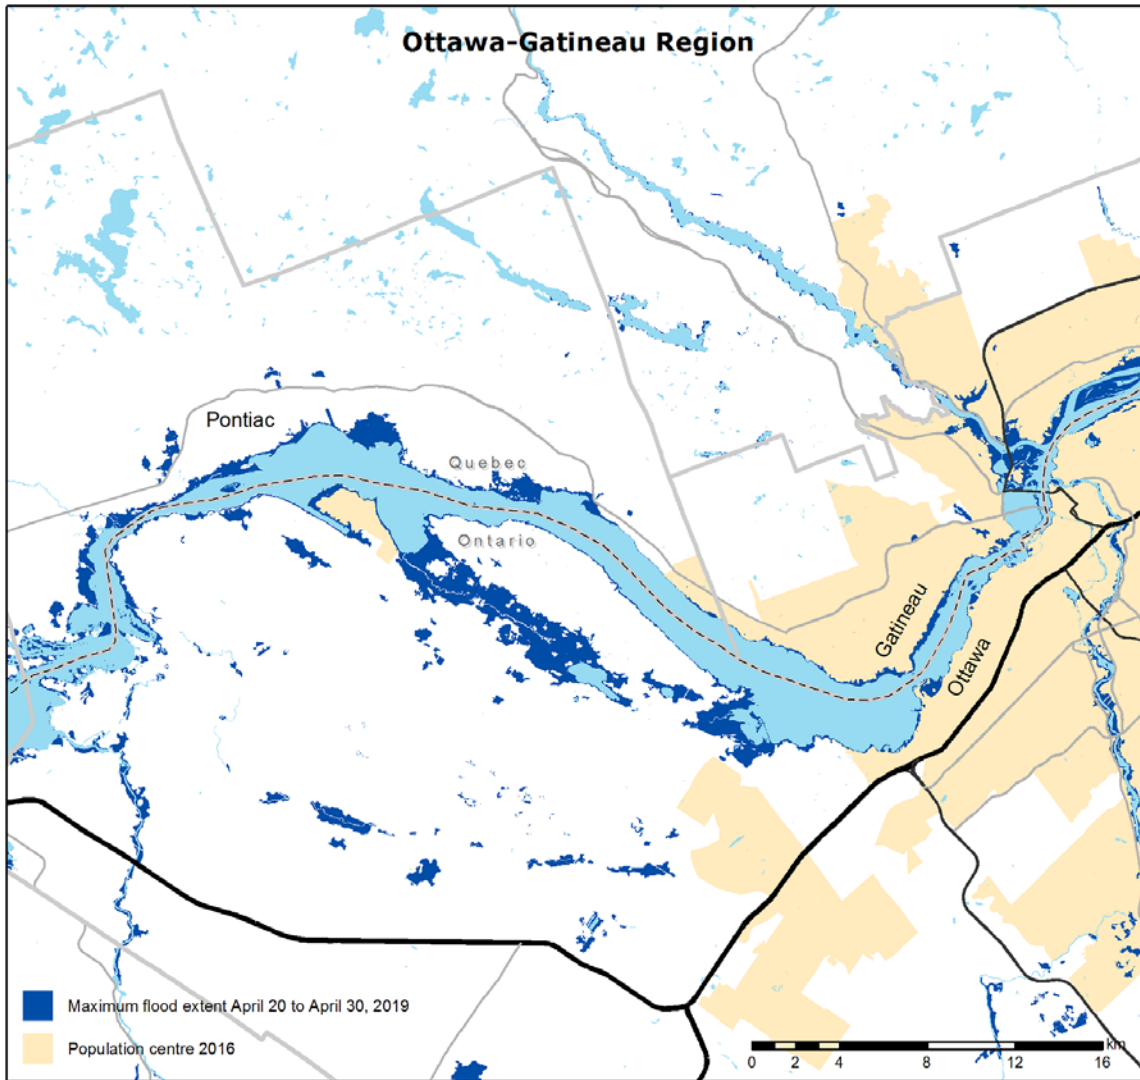 Ottawa-Gatineau Region
Pontiac
Quebec
Ontario
Gatineau
Ottawa
Maximum flood extent April 20 to April 30, 2019
Population centre 2016
km
0 2 4 8 12 16